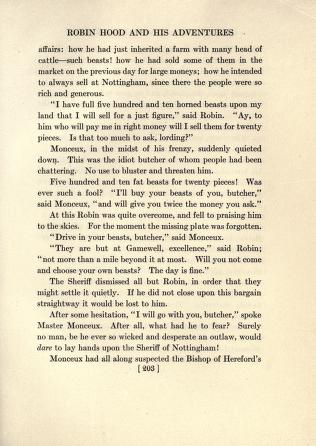 ROBIN HOOD AND HIS ADVENTURES
affairs: how he had just inherited a farm with many head of
cattle—such beasts! how he had sold some of them in the
market on the previous day for large moneys; how he intended
always to sell at Nottingham, since there the people were so
rich and generous.
"I have full five hundred and ten horned beasts upon my
land that I will sell for a just figure," said Robin. "Ay, to
him who will pay me in right money will I sell them for twenty
pieces. Is that too much to ask, lording?"
Monceux, in the midst of his frenzy, suddenly quieted
down. This was the idiot butcher of whom people had been
chattering. No use to bluster and threaten him.
Five hundred and ten fat beasts for twenty pieces! Was
ever such a fool? "I'll buy your beasts of you, butcher,"
said Monceux, "and will give you twice the money you ask."
At this Robin was quite overcome, and fell to praising him
to the skies. For the moment the missing plate was forgotten.
"Drive in your beasts, butcher," said Monceux.
"They are but at Gamewell, excellence," said Robin;
"not more than a mile beyond it at most. Will you not come
and choose your own beasts? The day is fine."
The Sheriff dismissed all but Robin, in order that they
might settle it quietly. If he did not close upon this bargain
straightway it would be lost to him.
After some hesitation, "I will go with you, butcher," spoke
Master Monceux. After all, what had he to fear? Surely
no man, be he ever so wicked and desperate an outlaw, would
dare to lay hands upon the Sheriff of Nottingham!
Monceux had all along suspected the Bishop of Hereford's
[ 203 ]